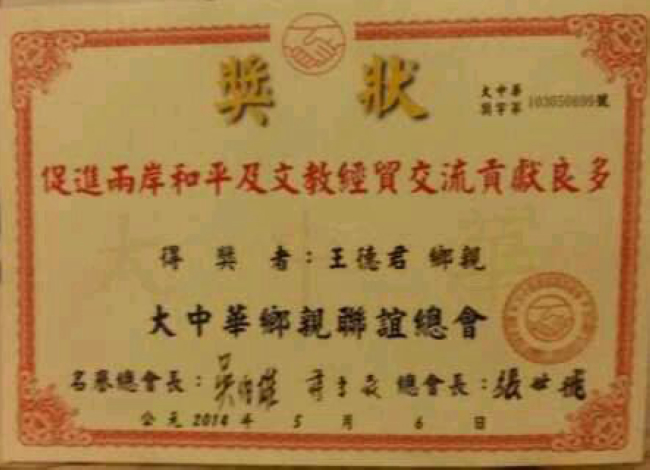 獎狀
大中華
獎字第103050699號
促進兩岸和平及文教經貿交流貢獻良多
得獎者：王德君 鄉親
大中華鄉親聯誼總會
名譽總會長： 總會長：張世
公元 2014 年 5 月 6 日